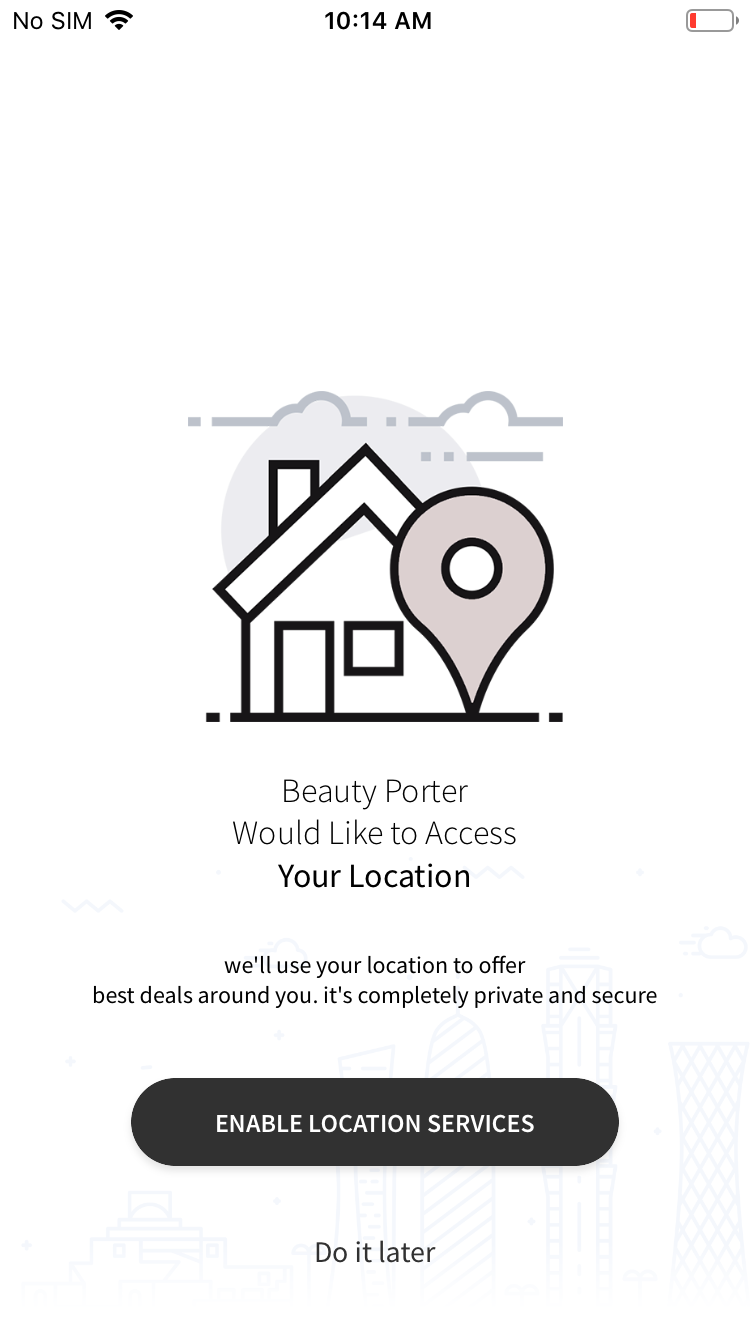 No SIM 10:14 AM
Beauty Porter
Would Like to Access
Your Location
we'll use your location to offer
best deals around you. it's completely private and secure
ENABLE LOCATION SERVICES
Do it later